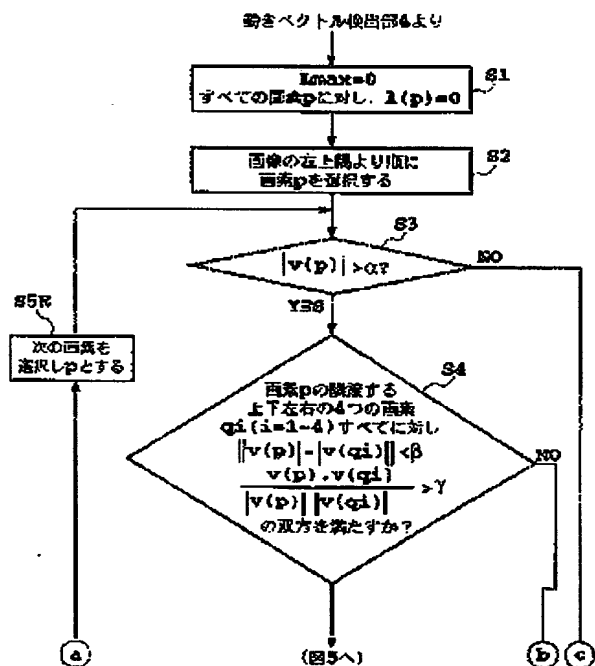 動きベクトル検出部4より
S1
Lmax=0
すべての画素pに対し、l(p)=0
S2
画像の左上隅より順に
画素pを選択する
S3
|v(p)|>α?
NO
YES
S5R
次の画素を
選択しpとする
S4
画素pの隣接する
上下左右の4つの画素
qi(i=1~4)すべてに対し
||v(p)|-|v(qi)||<β
v(p),v(qi)
|v(p)||v(qi)|
>γ
の双方を満たすか?
NO
a
(図5へ)
b
c